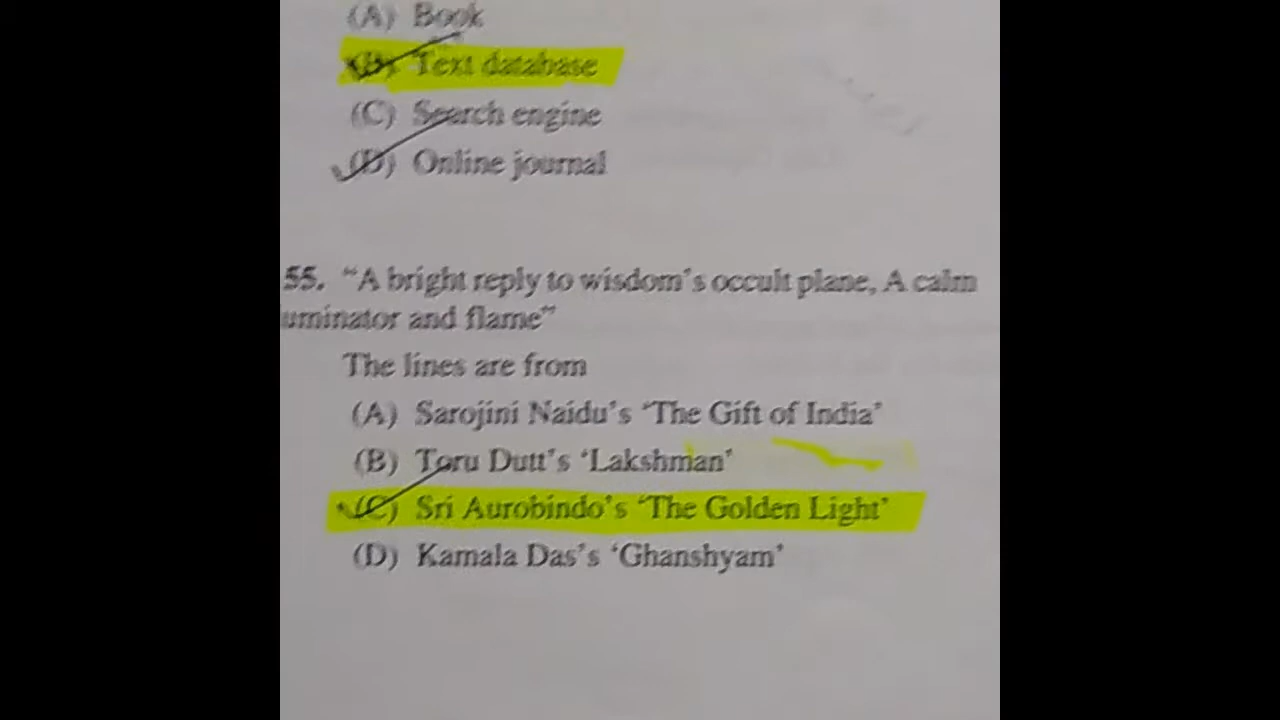 (A) Book
(B) Text database
(C) Search engine
(D) Online journal
55. “A bright reply to wisdom’s occult plane, A calm
uminator and flame”
The lines are from
(A) Sarojini Naidu’s ‘The Gift of India’
(B) Toru Dutt’s ‘Lakshman’
(C) Sri Aurobindo’s ‘The Golden Light’
(D) Kamala Das’s ‘Ghanshyam’